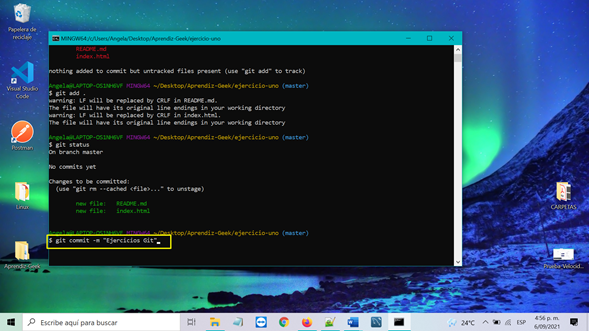 Papelera de
reciclaje
Visual Studio
Code
Postman
Linux
Aprendiz-Geek
CARPETAS
Prueba_Velocid...
MINGW64:/c/Users/Angela/Desktop/Aprendiz-Geek/ejercicio-uno
README.md
index.html
nothing added to commit but untracked files present (use "git add" to track)
Angela@LAPTOP-OS1NH6VF MINGW64 ~/Desktop/Aprendiz-Geek/ejercicio-uno (master)
$ git add .
warning: LF will be replaced by CRLF in README.md.
The file will have its original line endings in your working directory
warning: LF will be replaced by CRLF in index.html.
The file will have its original line endings in your working directory
Angela@LAPTOP-OS1NH6VF MINGW64 ~/Desktop/Aprendiz-Geek/ejercicio-uno (master)
$ git status
On branch master
No commits yet
Changes to be committed:
(use "git rm --cached <file>..." to unstage)
new file: README.md
new file: index.html
Angela@LAPTOP-OS1NH6VF MINGW64 ~/Desktop/Aprendiz-Geek/ejercicio-uno (master)
$ git commit -m "Ejercicios Git"
Escribe aquí para buscar
24°C
ESP
4:56 p. m.
6/09/2021